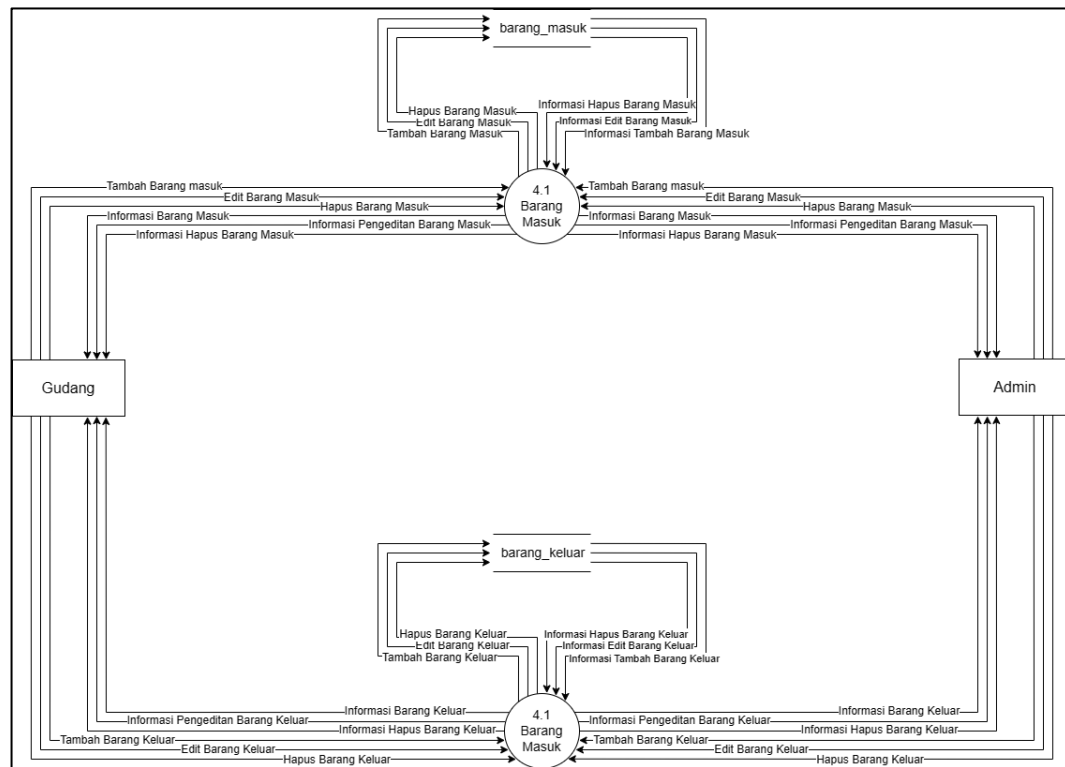 barang_masuk
Hapus Barang Masuk
Edit Barang Masuk
Tambah Barang Masuk
Informasi Hapus Barang Masuk
Informasi Edit Barang Masuk
Informasi Tambah Barang Masuk
Tambah Barang masuk
Edit Barang Masuk
Hapus Barang Masuk
Informasi Barang Masuk
Informasi Pengeditan Barang Masuk
Informasi Hapus Barang Masuk
4.1
Barang
Masuk
Tambah Barang masuk
Edit Barang Masuk
Hapus Barang Masuk
Informasi Barang Masuk
Informasi Pengeditan Barang Masuk
Informasi Hapus Barang Masuk
Gudang
Admin
barang_keluar
Hapus Barang Keluar
Edit Barang Keluar
Tambah Barang Keluar
Informasi Hapus Barang Keluar
Informasi Edit Barang Keluar
Informasi Tambah Barang Keluar
Informasi Barang Keluar
Informasi Pengeditan Barang Keluar
Informasi Hapus Barang Keluar
Tambah Barang Keluar
Edit Barang Keluar
Hapus Barang Keluar
4.1
Barang
Masuk
Informasi Barang Keluar
Informasi Pengeditan Barang Keluar
Informasi Hapus Barang Keluar
Tambah Barang Keluar
Edit Barang Keluar
Hapus Barang Keluar